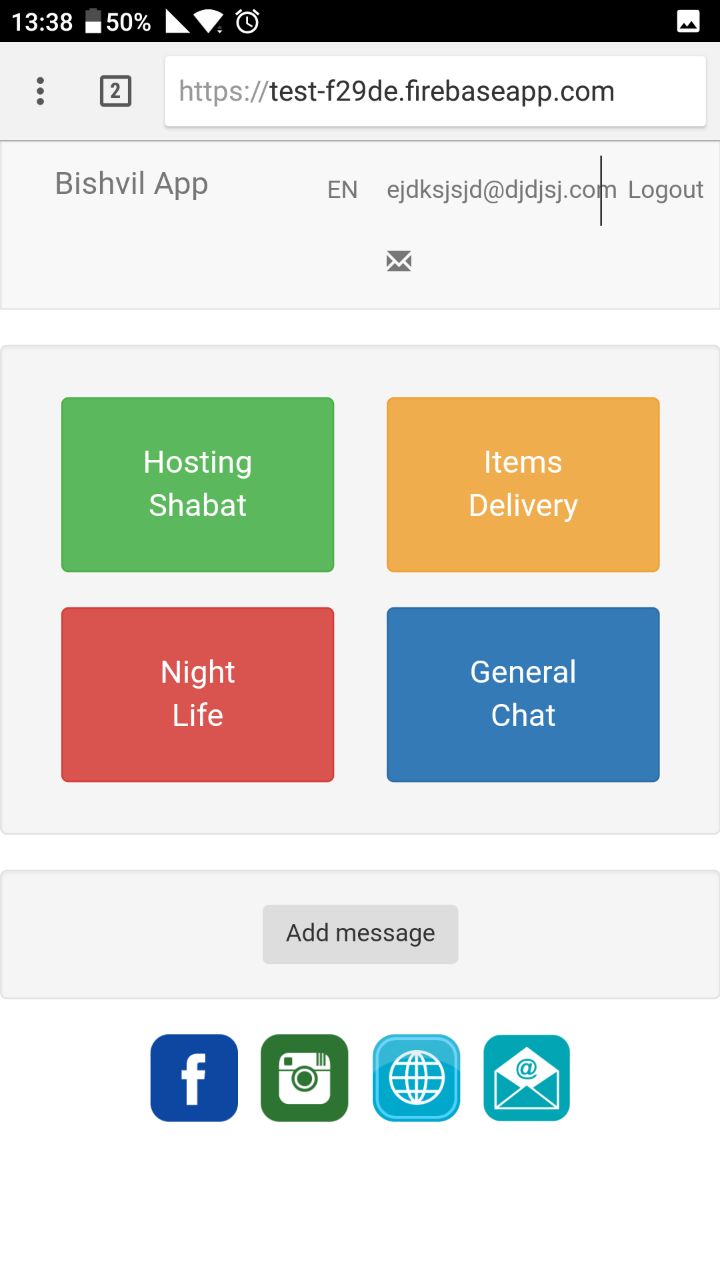 13:38 50%
2 https://test-f29de.firebaseapp.com
Bishvil App EN ejdksjsjd@djdjsj.com Logout
Hosting
Shabat
Items
Delivery
Night
Life
General
Chat
Add message
f
@